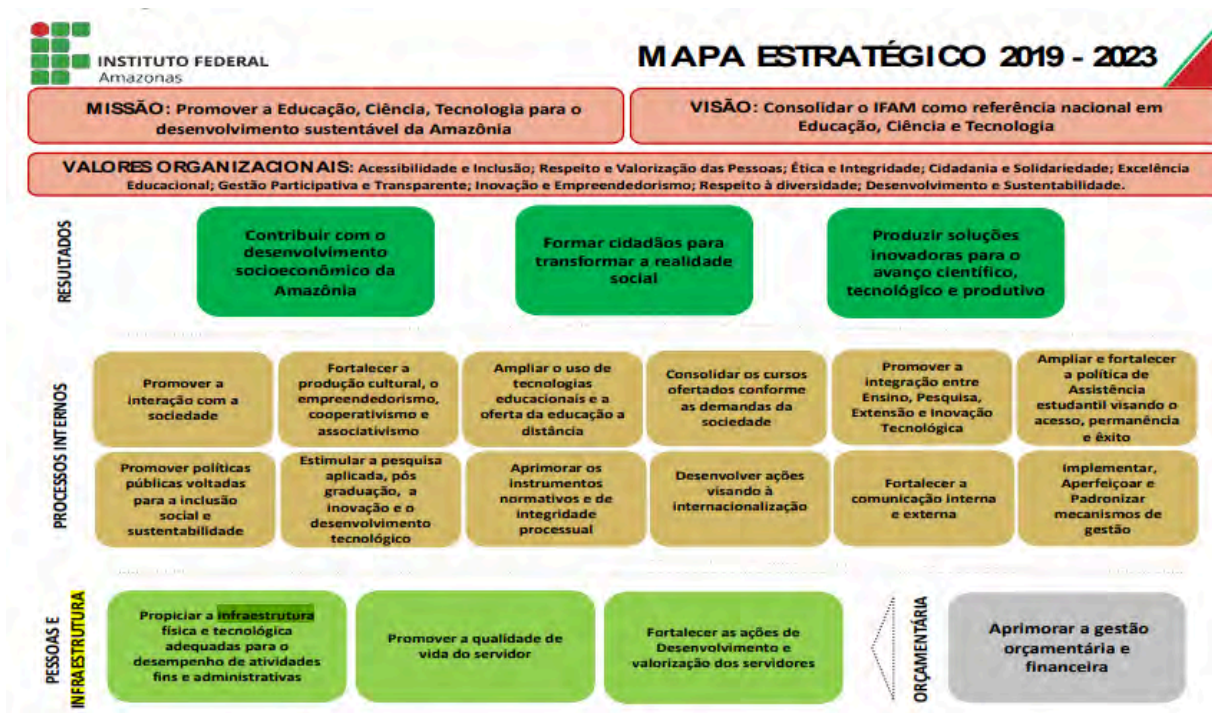 INSTITUTO FEDERAL
Amazonas
MAPA ESTRATÉGICO 2019 - 2023
MISSÃO: Promover a Educação, Ciência, Tecnologia para o
desenvolvimento sustentável da Amazônia
VISÃO: Consolidar o IFAM como referência nacional em
Educação, Ciência e Tecnologia
VALORES ORGANIZACIONAIS: Acessibilidade e Inclusão; Respeito e Valorização das Pessoas; Ética e Integridade; Cidadania e Solidariedade; Excelência
Educacional; Gestão Participativa e Transparente; Inovação e Empreendedorismo; Respeito à diversidade; Desenvolvimento e Sustentabilidade.
RESULTADOS
Contribuir com o
desenvolvimento
socioeconômico da
Amazônia
Formar cidadãos para
transformar a realidade
social
Produzir soluções
inovadoras para o
avanço científico,
tecnológico e produtivo
PROCESSOS INTERNOS
Promover a
interação com a
sociedade
Fortalecer a
produção cultural, o
empreendedorismo,
cooperativismo e
associativismo
Ampliar o uso de
tecnologias
educacionais e a
oferta da educação a
distância
Consolidar os cursos
ofertados conforme
as demandas da
sociedade
Promover a
integração entre
Ensino, Pesquisa,
Extensão e Inovação
Tecnológica
Ampliar e fortalecer
a política de
Assistência
estudantil visando o
acesso, permanência
e êxito
Promover políticas
públicas voltadas
para a inclusão
social e
sustentabilidade
Estimular a pesquisa
aplicada, pós
graduação, a
inovação e o
desenvolvimento
tecnológico
Aprimorar os
instrumentos
normativos e de
integridade
processual
Desenvolver ações
visando à
internacionalização
Fortalecer a
comunicação interna
e externa
Implementar,
Aperfeiçoar e
Padronizar
mecanismos de
gestão
PESSOAS E
INFRAESTRUTURA
Propiciar a infraestrutura
física e tecnológica
adequadas para o
desempenho de atividades
fins e administrativas
Promover a qualidade de
vida do servidor
Fortalecer as ações de
Desenvolvimento e
valorização dos servidores
ORÇAMENTÁRIA
Aprimorar a gestão
orçamentária e
financeira